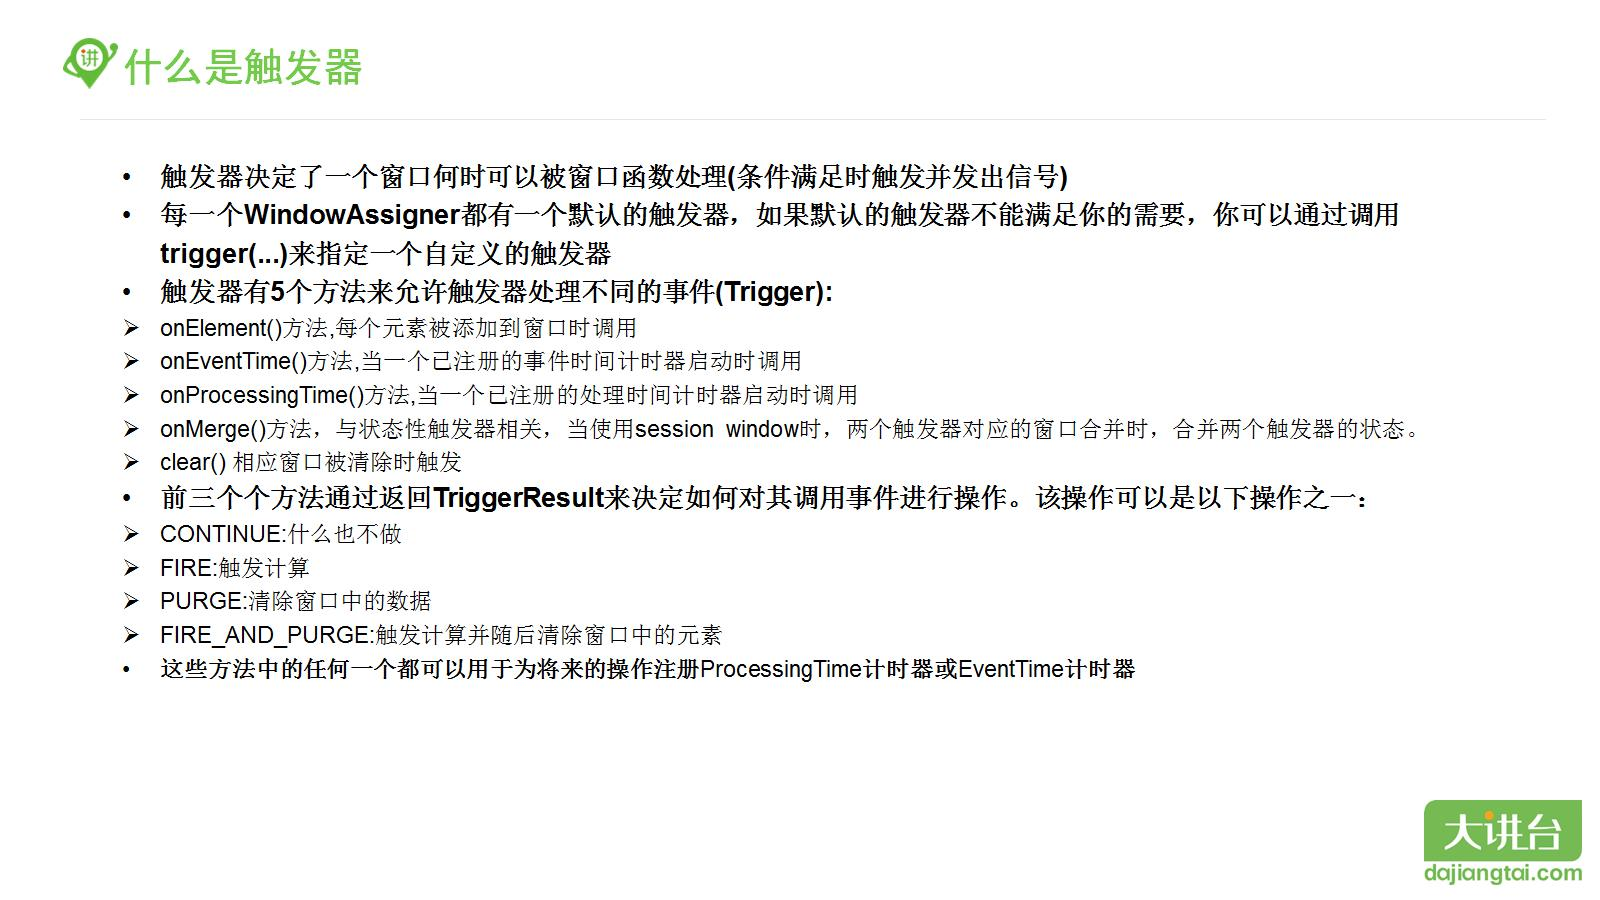 讲
什么是触发器
• 触发器决定了一个窗口何时可以被窗口函数处理(条件满足时触发并发出信号)
• 每一个WindowAssigner都有一个默认的触发器，如果默认的触发器不能满足你的需要，你可以通过调用
trigger(...)来指定一个自定义的触发器
• 触发器有5个方法来允许触发器处理不同的事件(Trigger):
➢ onElement()方法,每个元素被添加到窗口时调用
➢ onEventTime()方法,当一个已注册的事件时间计时器启动时调用
➢ onProcessingTime()方法,当一个已注册的处理时间计时器启动时调用
➢ onMerge()方法，与状态性触发器相关，当使用session window时，两个触发器对应的窗口合并时，合并两个触发器的状态。
➢ clear() 相应窗口被清除时触发
• 前三个个方法通过返回TriggerResult来决定如何对其调用事件进行操作。该操作可以是以下操作之一：
➢ CONTINUE:什么也不做
➢ FIRE:触发计算
➢ PURGE:清除窗口中的数据
➢ FIRE_AND_PURGE:触发计算并随后清除窗口中的元素
• 这些方法中的任何一个都可以用于为将来的操作注册ProcessingTime计时器或EventTime计时器
大讲台
dajiangtai.com